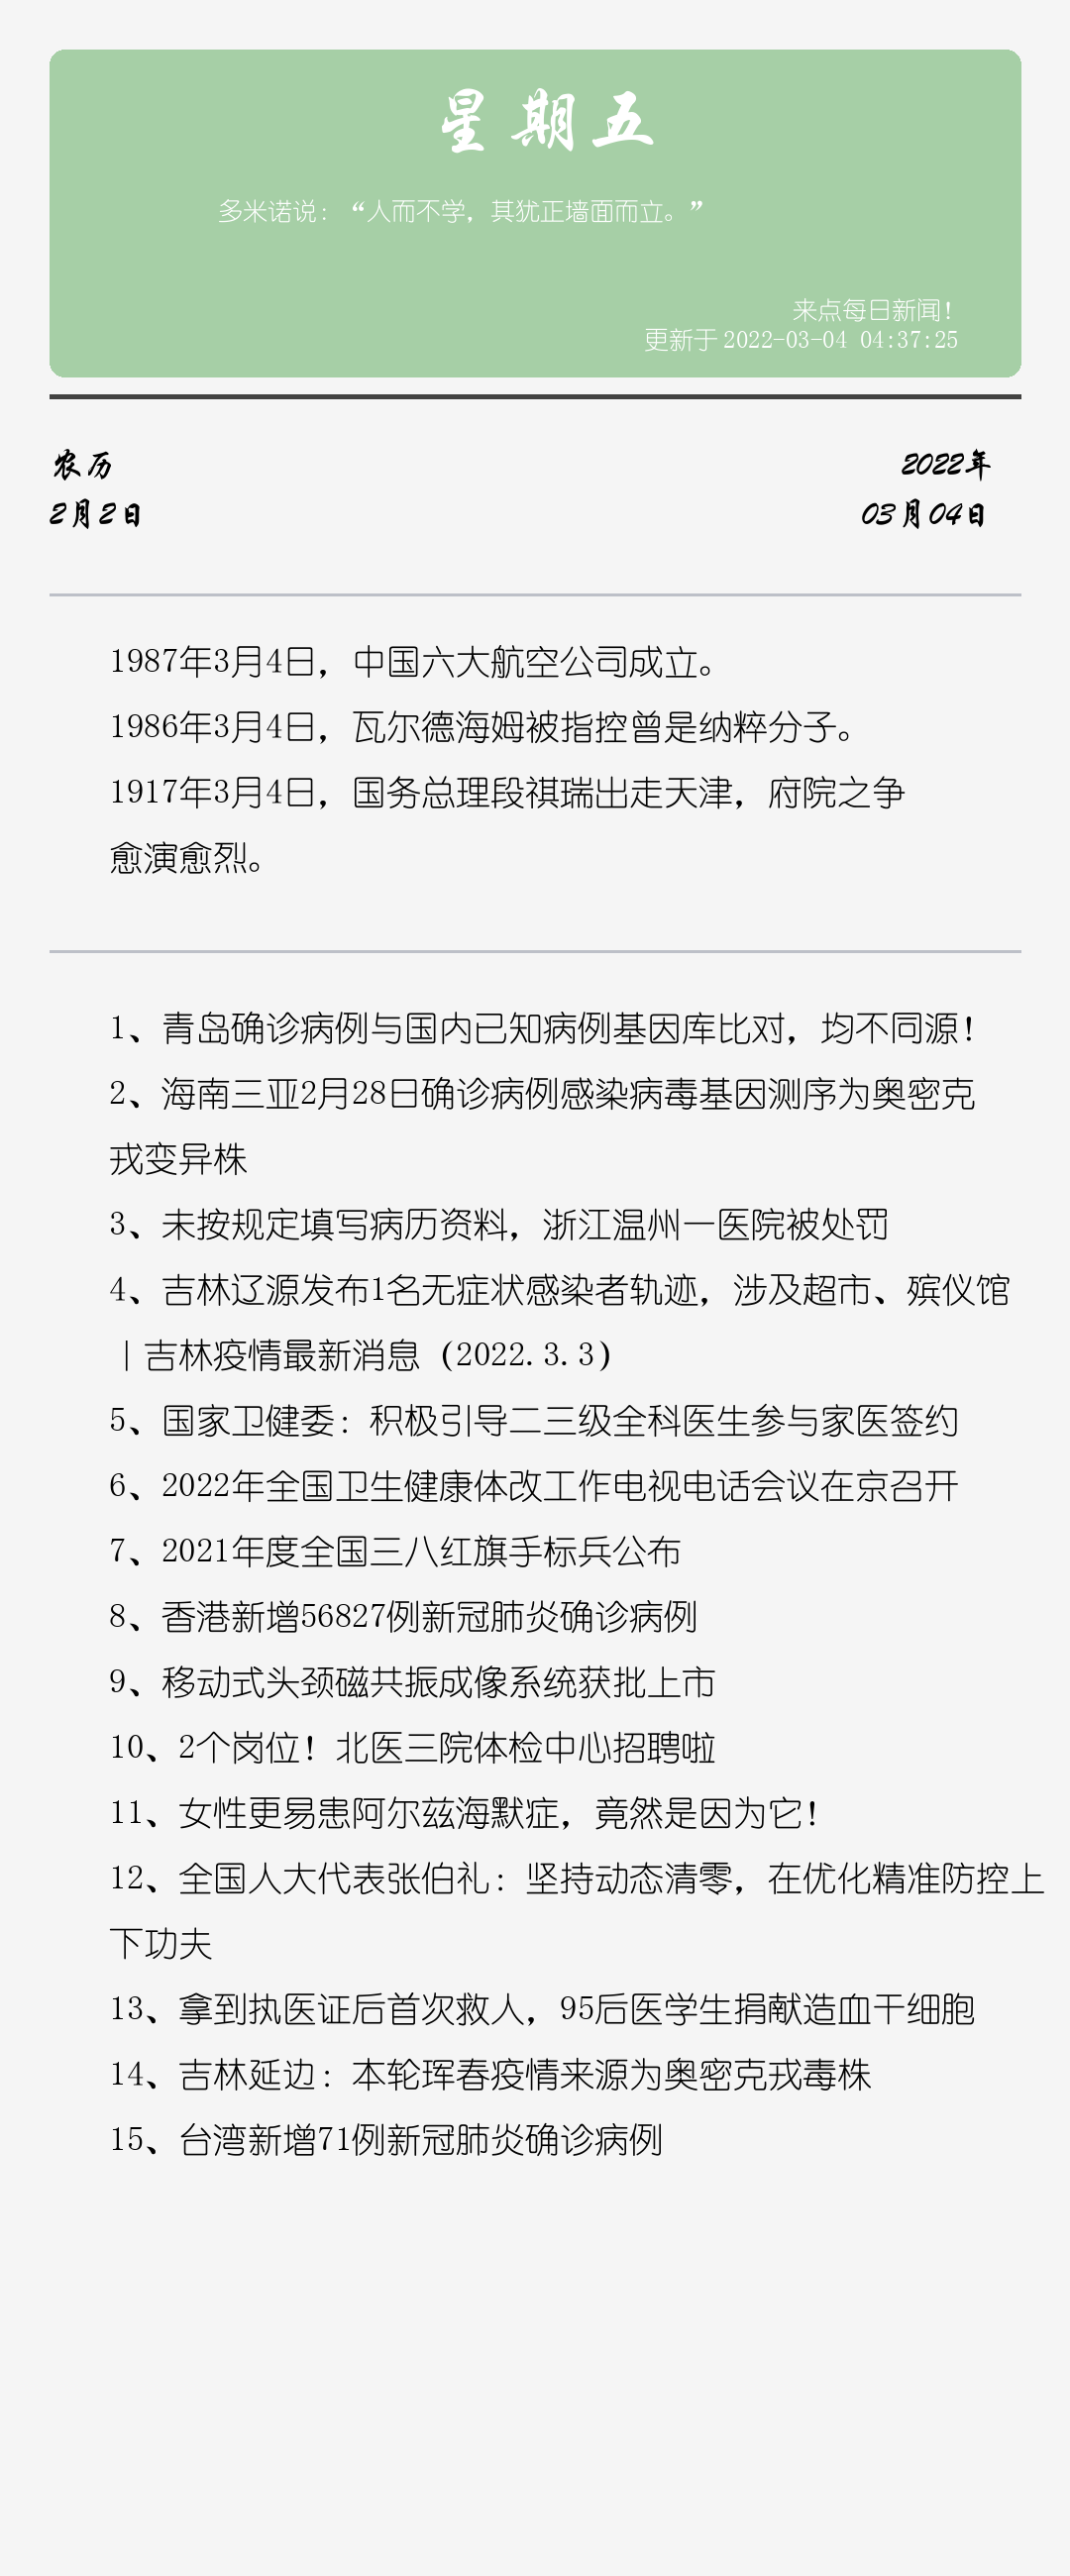 星期五
多米诺说：“人而不学，其犹正墙面而立。”
来点每日新闻！
更新于 2022-03-04 04:37:25
农历
2022年
2月2日
03月04日
1987年3月4日，中国六大航空公司成立。
1986年3月4日，瓦尔德海姆被指控曾是纳粹分子。
1917年3月4日，国务总理段祺瑞出走天津，府院之争
愈演愈烈。
1、青岛确诊病例与国内已知病例基因库比对，均不同源！
2、海南三亚2月28日确诊病例感染病毒基因测序为奥密克
戎变异株
3、未按规定填写病历资料，浙江温州一医院被处罚
4、吉林辽源发布1名无症状感染者轨迹，涉及超市、殡仪馆
｜吉林疫情最新消息（2022.3.3）
5、国家卫健委：积极引导二三级全科医生参与家医签约
6、2022年全国卫生健康体改工作电视电话会议在京召开
7、2021年度全国三八红旗手标兵公布
8、香港新增56827例新冠肺炎确诊病例
9、移动式头颈磁共振成像系统获批上市
10、2个岗位！北医三院体检中心招聘啦
11、女性更易患阿尔兹海默症，竟然是因为它！
12、全国人大代表张伯礼：坚持动态清零，在优化精准防控上
下功夫
13、拿到执医证后首次救人，95后医学生捐献造血干细胞
14、吉林延边：本轮珲春疫情来源为奥密克戎毒株
15、台湾新增71例新冠肺炎确诊病例